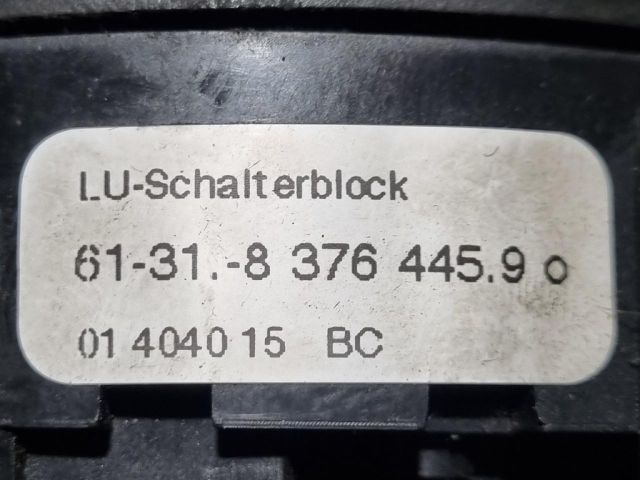 LU-Schalterblock
61-31.-8 376 445.9 o
01 4040 15 BC